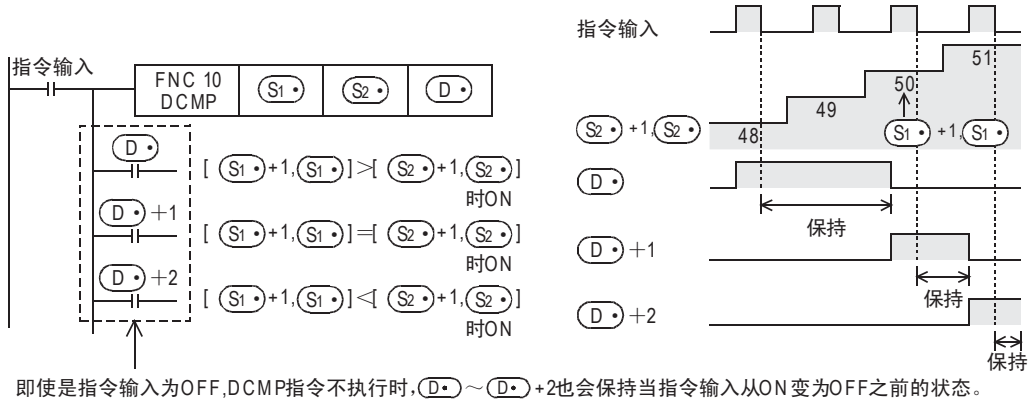 指令输入
FNC 10
DCMP
S1・
S2・
D・
D・
[ S1・+1,S1・]>[ S2・+1,S2・]
时ON
D・+1
[ S1・+1,S1・]=[ S2・+1,S2・]
时ON
D・+2
[ S1・+1,S1・]<[ S2・+1,S2・]
时ON
指令输入
S2・+1,S2・
48
49
50
51
S1・+1,S1・
D・
保持
D・+1
保持
D・+2
保持
即使是指令输入为OFF,DCMP指令不执行时,D・~D・+2也会保持当指令输入从ON变为OFF之前的状态。